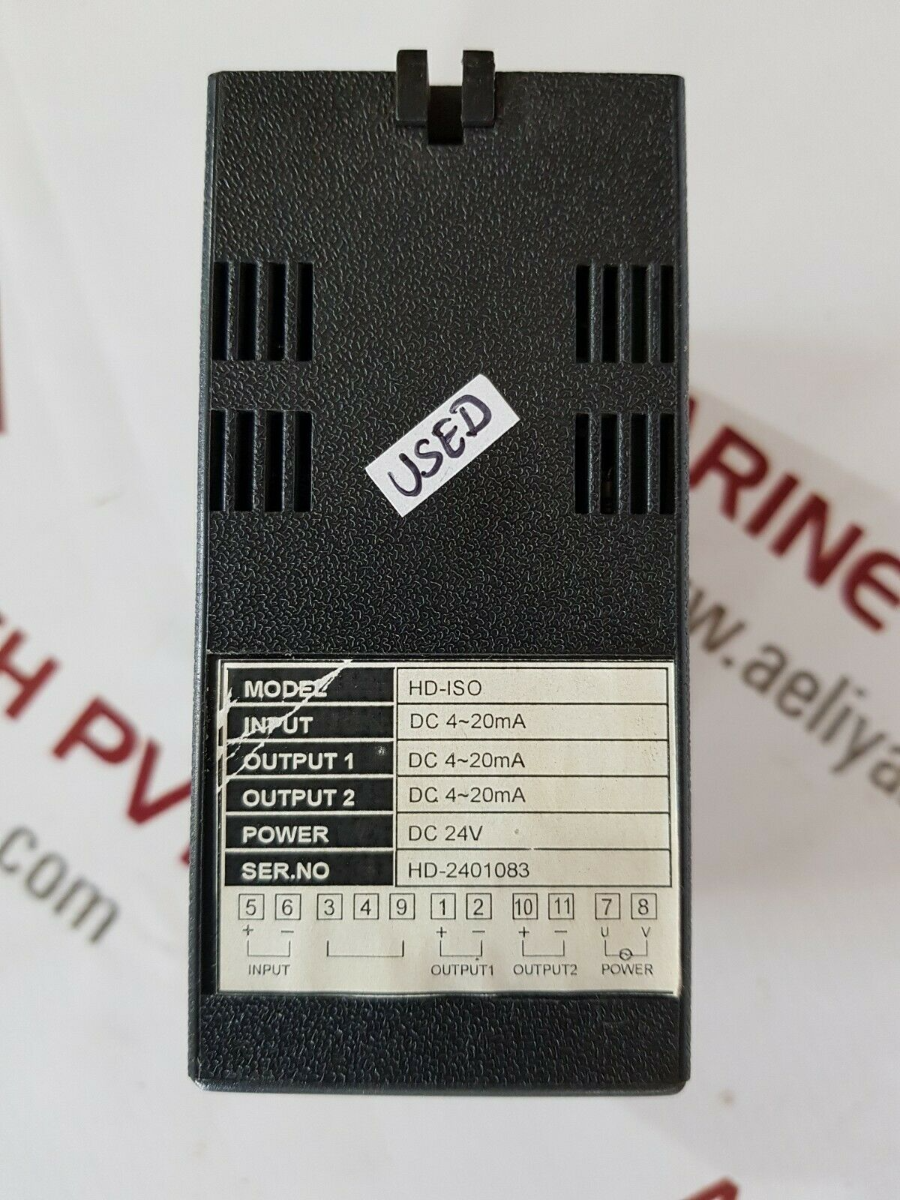 USED
RINE
w.aeliya
H PV
com
MODEL HD-ISO
INPUT DC 4~20mA
OUTPUT 1 DC 4~20mA
OUTPUT 2 DC 4~20mA
POWER DC 24V
SER.NO HD-2401083
5 6 3 4 9 1 2 10 11 7 8
+ − + − + − U V
INPUT OUTPUT1 OUTPUT2 POWER